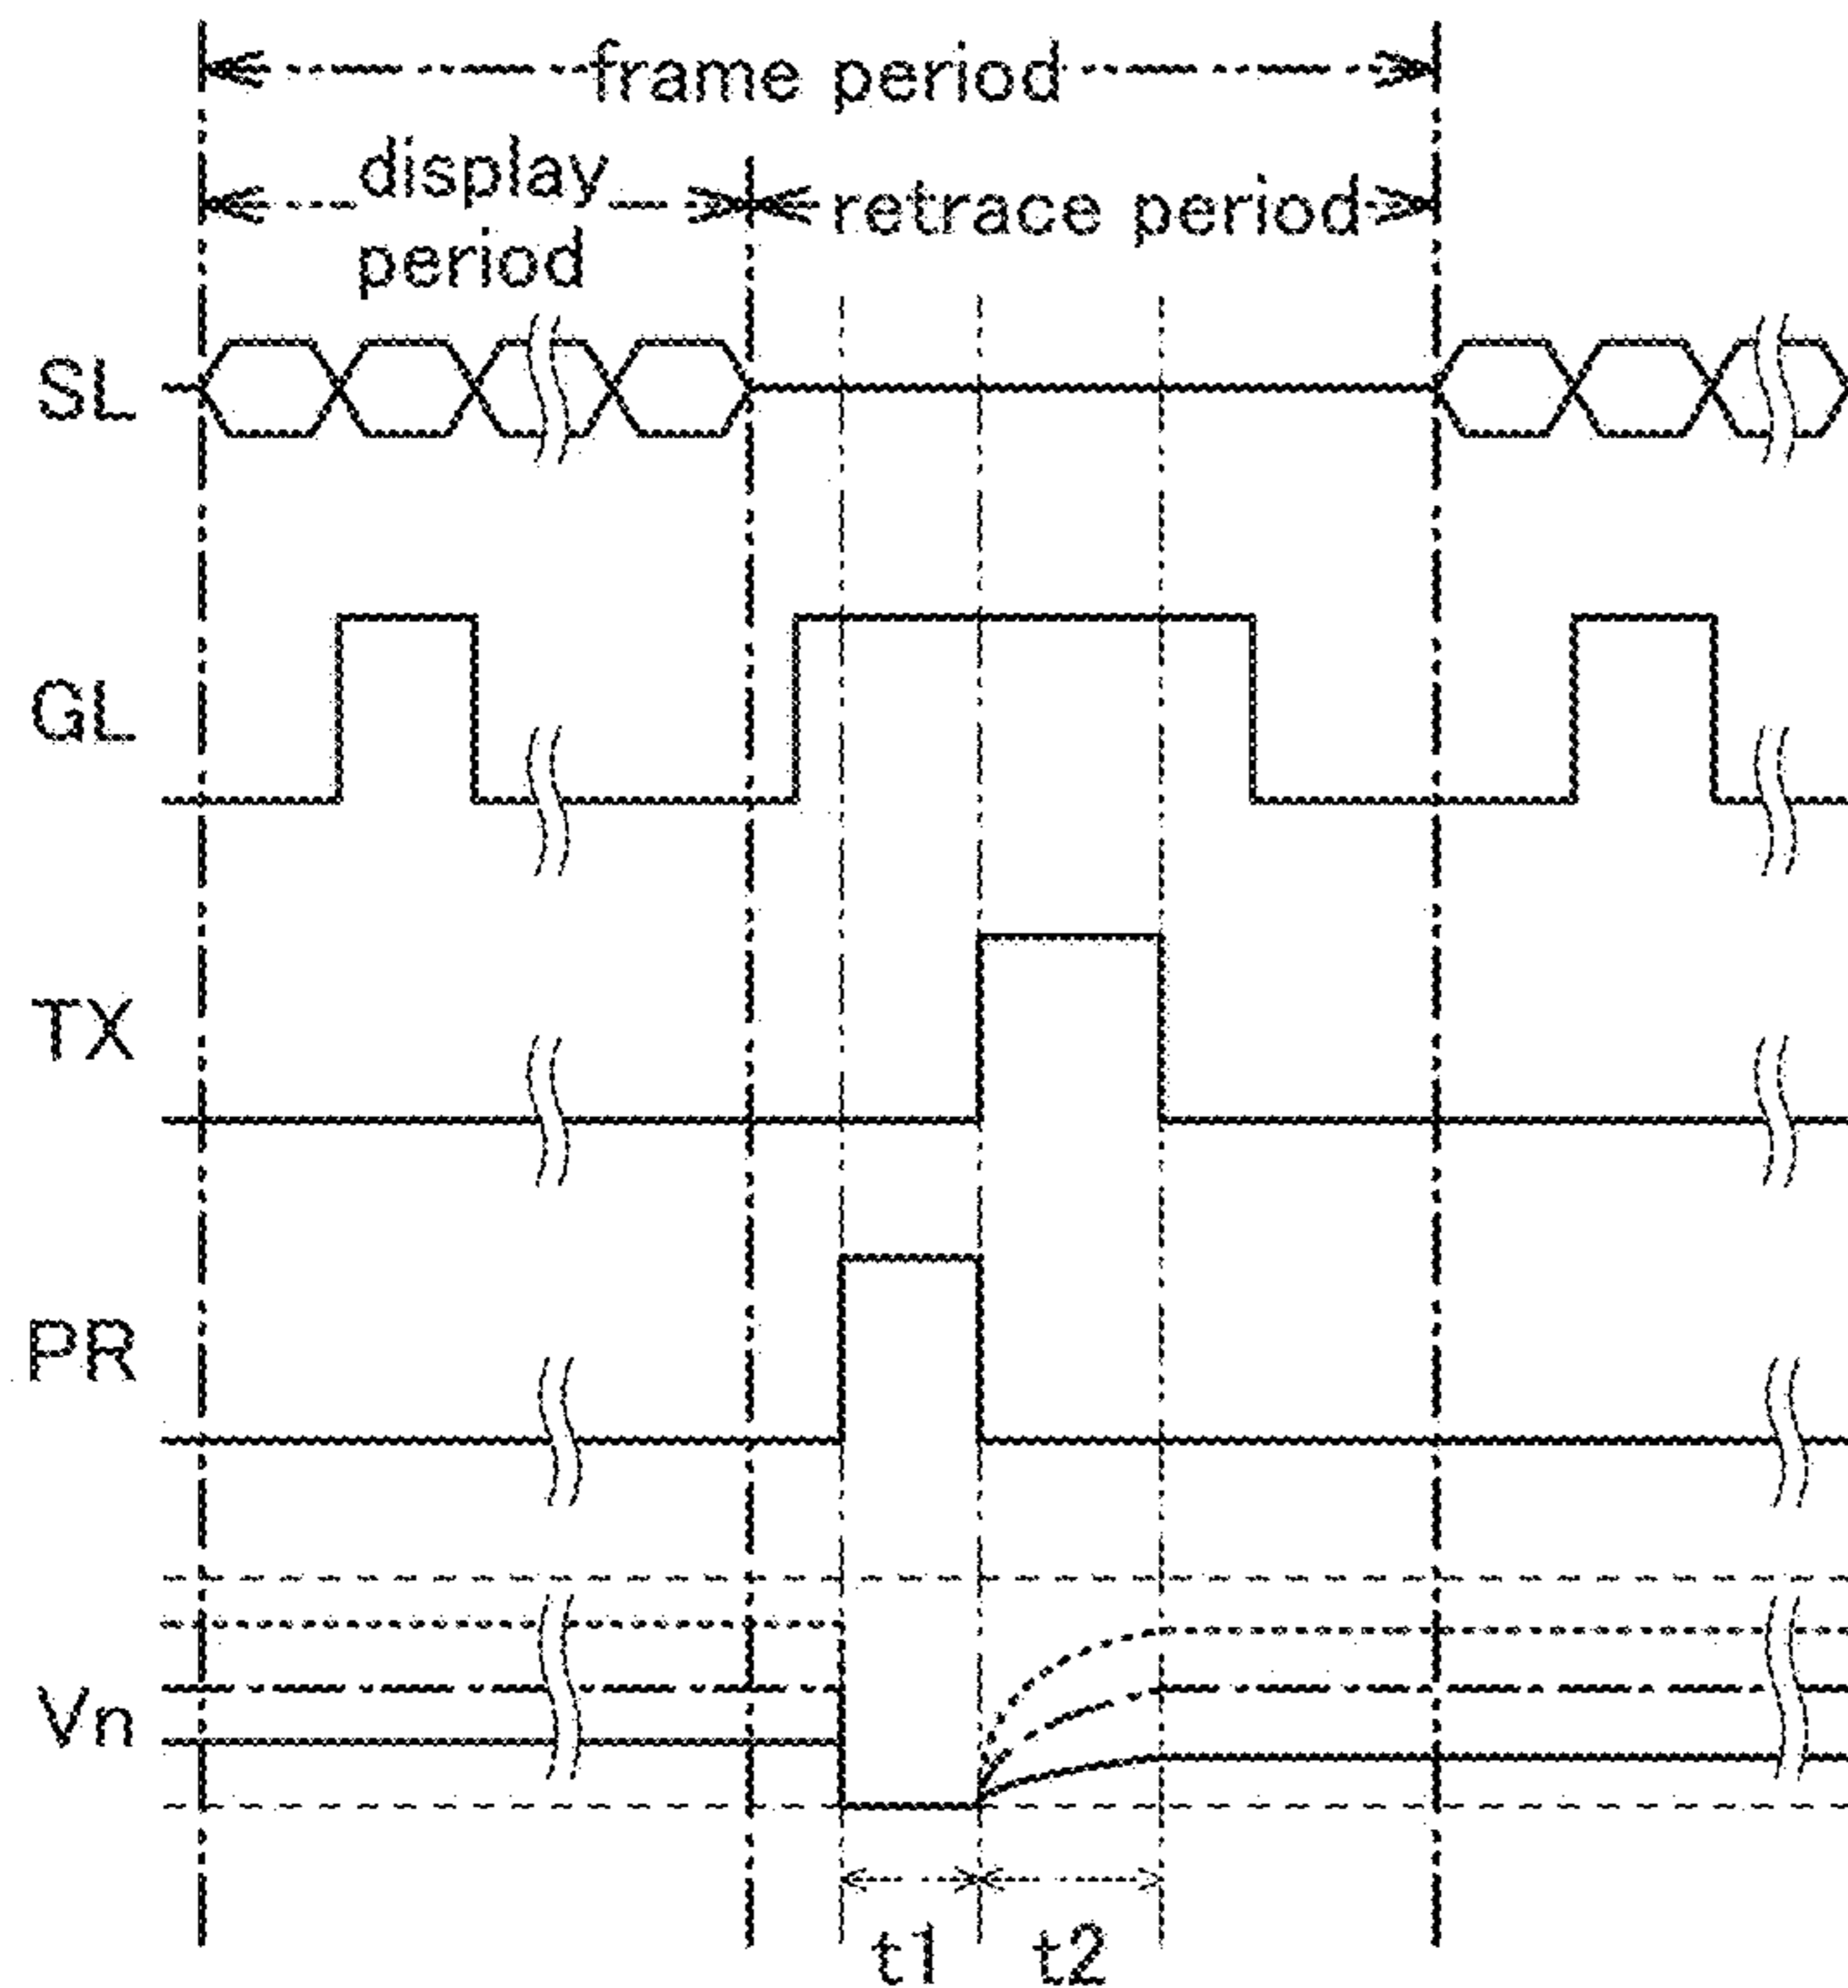 frame period
display
period
retrace period
SL
GL
TX
PR
Vn
t1
t2